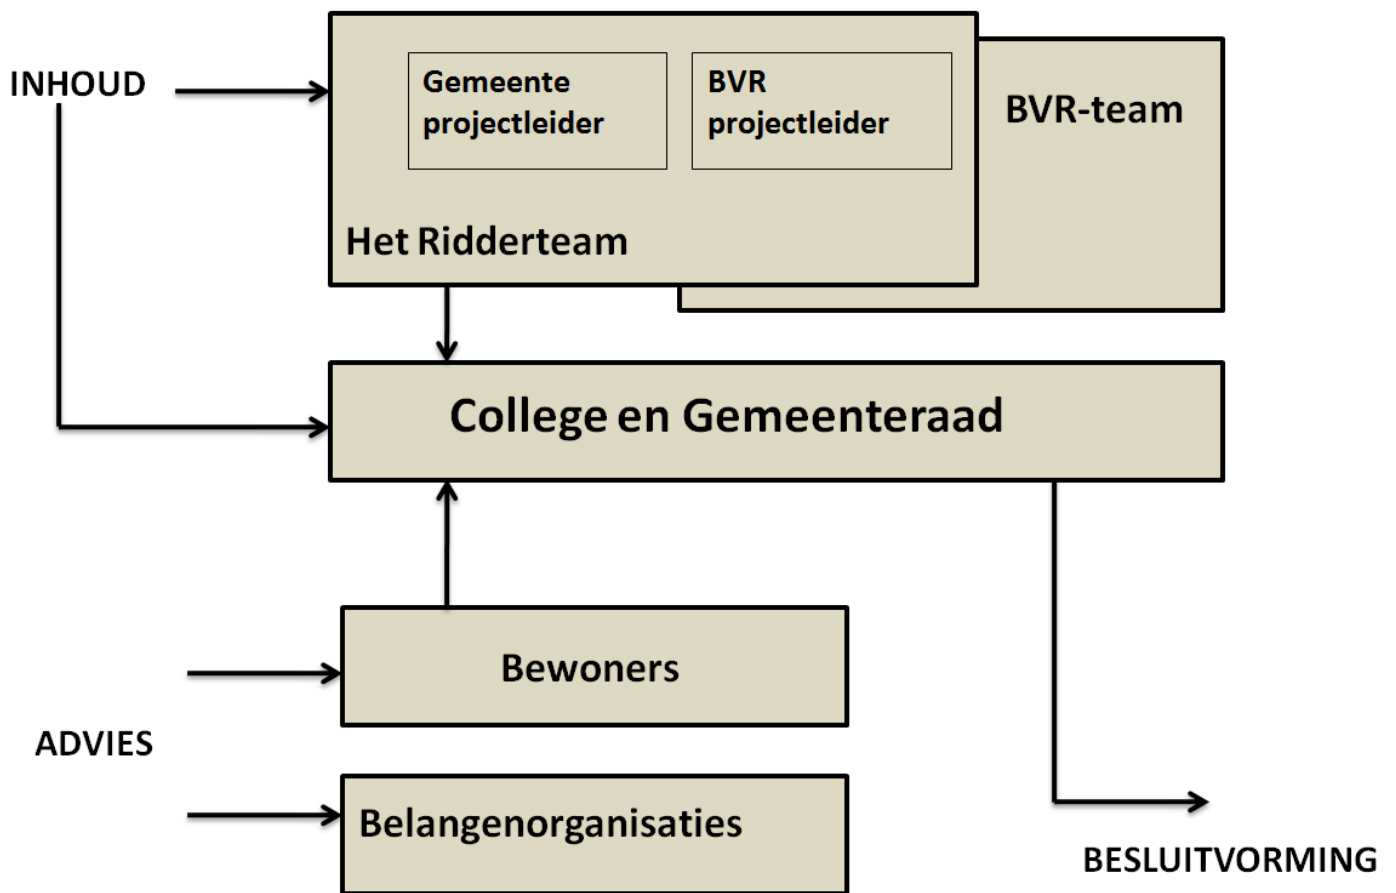 INHOUD
Gemeente
projectleider
BVR
projectleider
BVR-team
Het Ridderteam
College en Gemeenteraad
Bewoners
ADVIES
Belangenorganisaties
BESLUITVORMING